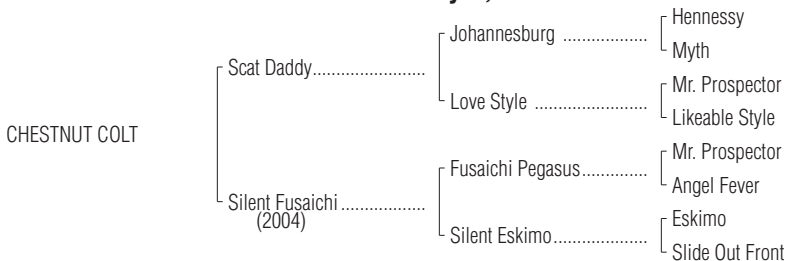 Hennessy
Johannesburg ..................
Myth
Scat Daddy........................
Mr. Prospector
Love Style ........................
Likeable Style
CHESTNUT COLT
Mr. Prospector
Fusaichi Pegasus..............
Angel Fever
Silent Fusaichi ..................
(2004)
Eskimo
Silent Eskimo....................
Slide Out Front